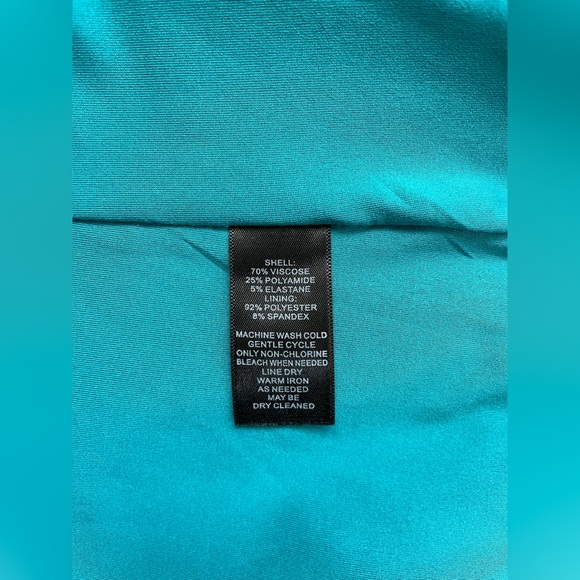 SHELL:
70% VISCOSE
25% POLYAMIDE
5% ELASTANE
LINING:
92% POLYESTER
8% SPANDEX
MACHINE WASH COLD
GENTLE CYCLE
ONLY NON-CHLORINE
BLEACH WHEN NEEDED
LINE DRY
WARM IRON
AS NEEDED
MAY BE
DRY CLEANED